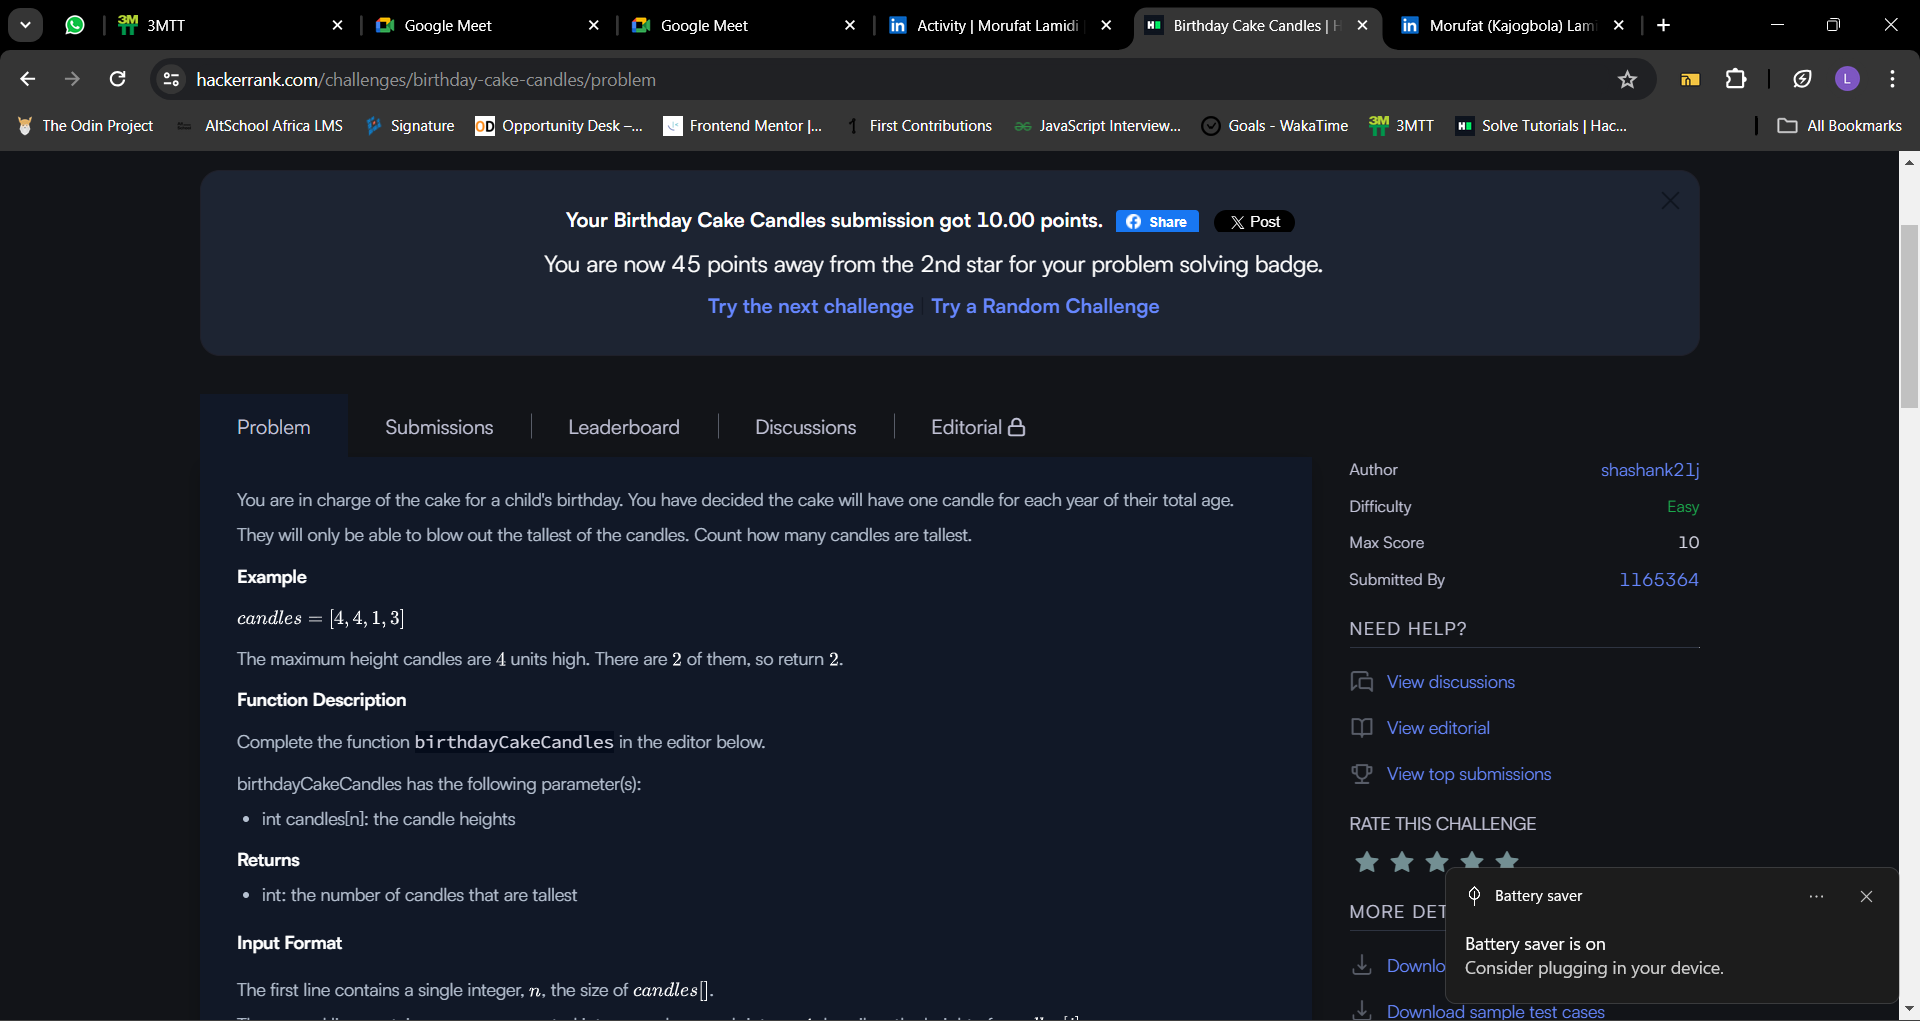 3MTT
Google Meet
Google Meet
Activity | Morufat Lamidi
Birthday Cake Candles | H
Morufat (Kajogbola) Lam
hackerrank.com/challenges/birthday-cake-candles/problem
L
The Odin Project
AltSchool Africa LMS
Signature
Opportunity Desk –...
Frontend Mentor |...
First Contributions
JavaScript Interview...
Goals - WakaTime
3MTT
Solve Tutorials | Hac...
All Bookmarks
Your Birthday Cake Candles submission got 10.00 points.
Share
Post
You are now 45 points away from the 2nd star for your problem solving badge.
Try the next challenge
Try a Random Challenge
Problem
Submissions
Leaderboard
Discussions
Editorial
You are in charge of the cake for a child's birthday. You have decided the cake will have one candle for each year of their total age.
They will only be able to blow out the tallest of the candles. Count how many candles are tallest.
Example
candles = [4, 4, 1, 3]
The maximum height candles are 4 units high. There are 2 of them, so return 2.
Function Description
Complete the function birthdayCakeCandles in the editor below.
birthdayCakeCandles has the following parameter(s):
• int candles[n]: the candle heights
Returns
• int: the number of candles that are tallest
Input Format
The first line contains a single integer, n, the size of candles[].
Author
shashank21j
Difficulty
Easy
Max Score
10
Submitted By
1165364
NEED HELP?
View discussions
View editorial
View top submissions
RATE THIS CHALLENGE
MORE DET
Downlo
Download sample test cases
Battery saver
Battery saver is on
Consider plugging in your device.